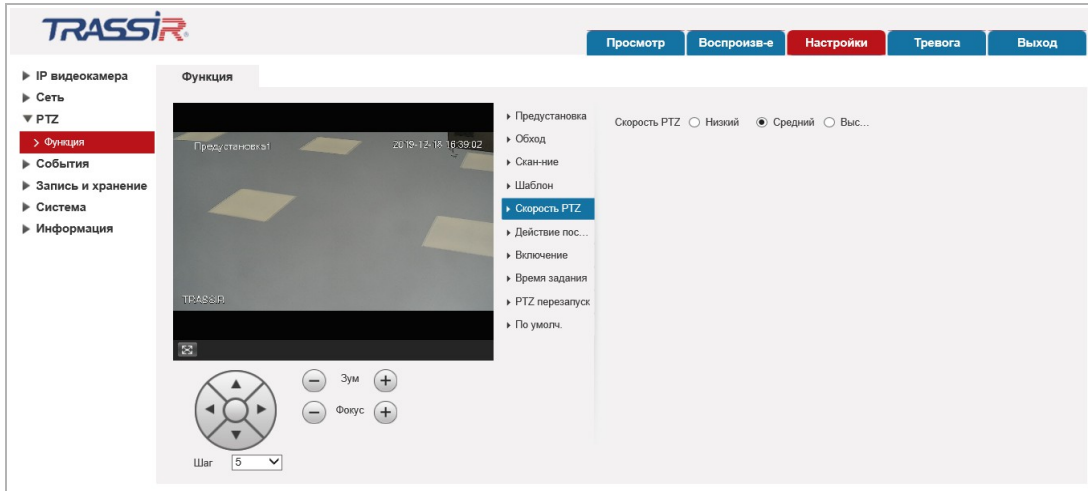 TRASSIR
Просмотр Воспроизв-е Настройки Тревога Выход
IP видеокамера
Сеть
PTZ
Функция
События
Запись и хранение
Система
Информация
Функция
Предустановка1 2019-12-18 16:39:02
TRASSIR
Зум
Фокус
Шаг 5
Предустановка
Обход
Скан-ние
Шаблон
Скорость PTZ
Действие пос...
Включение
Время задания
PTZ перезапуск
По умолч.
Скорость PTZ Низкий Средний Выс...